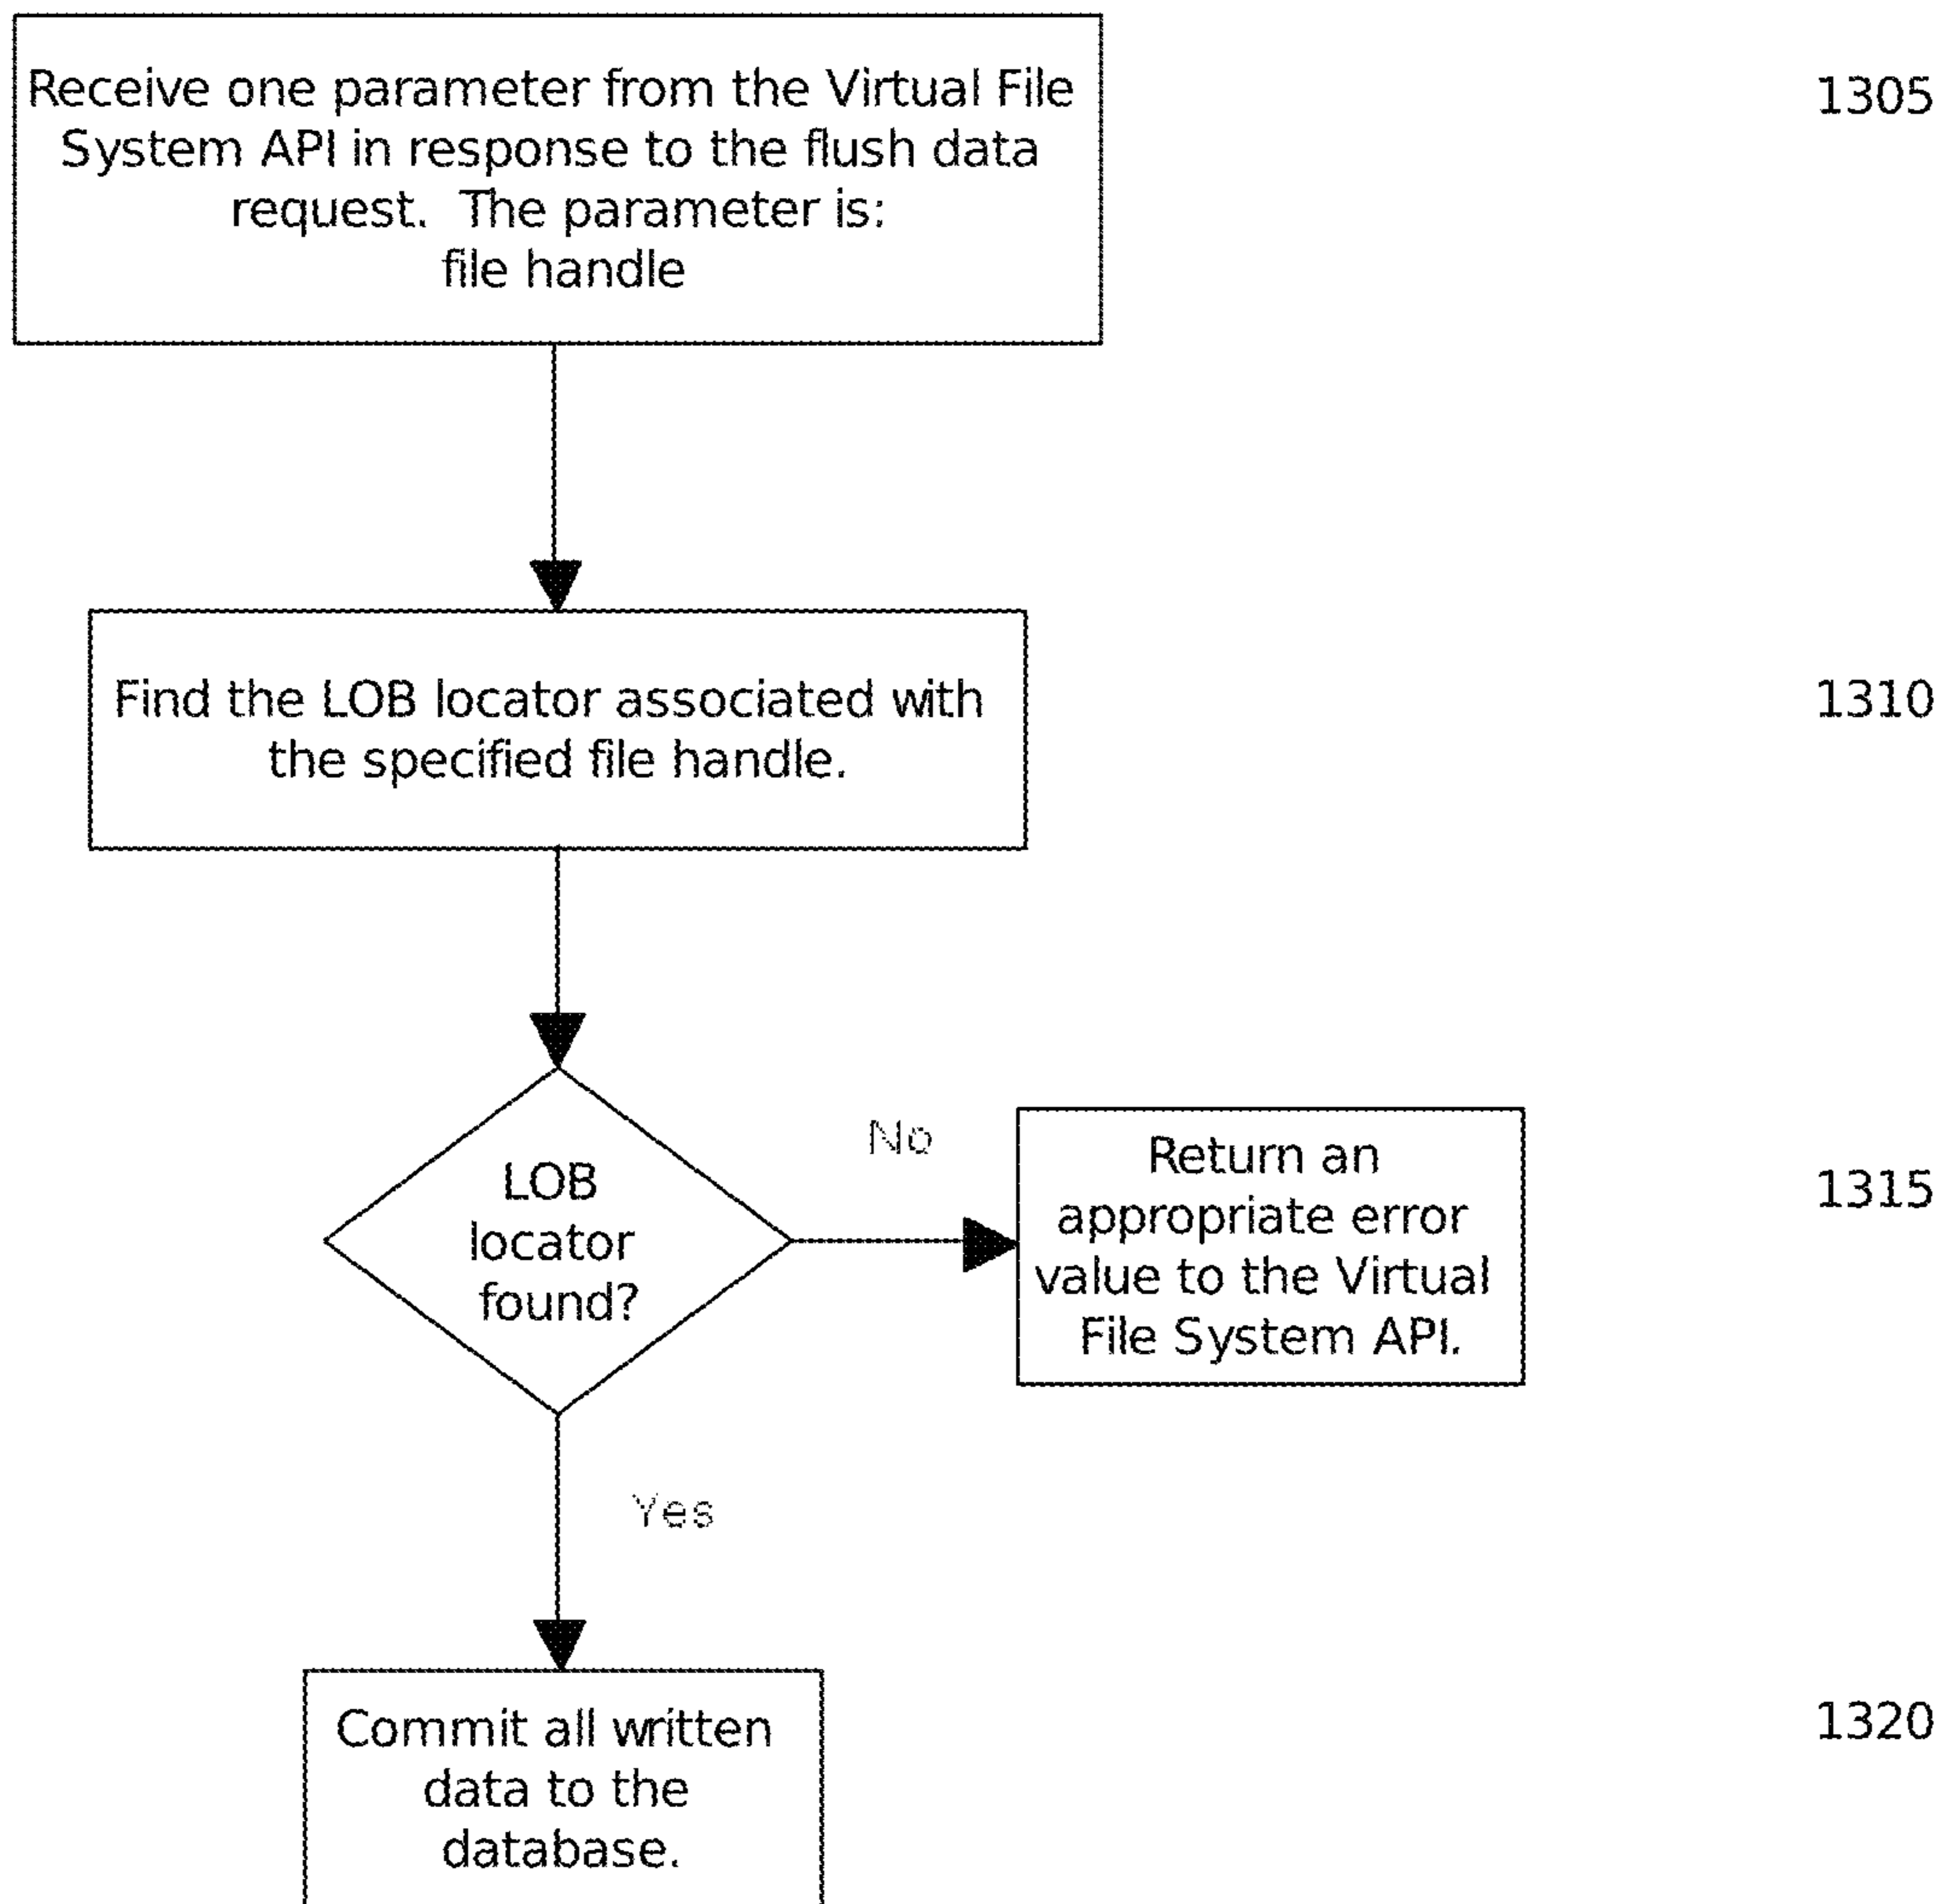 Receive one parameter from the Virtual File
System API in response to the flush data
request.  The parameter is:
file handle
1305
Find the LOB locator associated with
the specified file handle.
1310
LOB
locator
found?
No
Return an
appropriate error
value to the Virtual
File System API.
1315
Yes
Commit all written
data to the
database.
1320